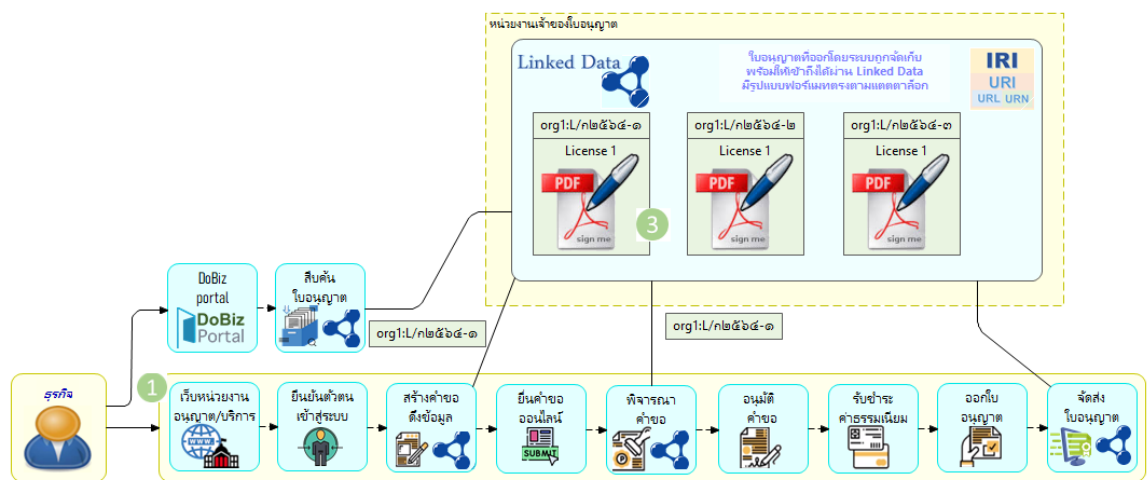 หน่วยงานเจ้าของใบอนุญาต
Linked Data
ใบอนุญาตที่ออกโดยระบบถูกจัดเก็บ
พร้อมให้เข้าถึงได้ผ่าน Linked Data
มีรูปแบบฟอร์แมทตรงตามแคตตาล็อก
IRI
URI
URL URN
org1:L/ก๒๕๖๔-๑
org1:L/ก๒๕๖๔-๒
org1:L/ก๒๕๖๔-๓
License 1
License 1
License 1
PDF
PDF
PDF
sign me
sign me
sign me
3
DoBiz
portal
DoBiz
Portal
สืบค้น
ใบอนุญาต
org1:L/ก๒๕๖๔-๑
org1:L/ก๒๕๖๔-๑
ธุรกิจ
1
เว็บหน่วยงาน
อนุญาต/บริการ
WWW
ยืนยันตัวตน
เข้าสู่ระบบ
สร้างคำขอ
ดึงข้อมูล
ยื่นคำขอ
ออนไลน์
SUBMIT
พิจารณา
คำขอ
อนุมัติ
คำขอ
รับชำระ
ค่าธรรมเนียม
ออกใบ
อนุญาต
จัดส่ง
ใบอนุญาต